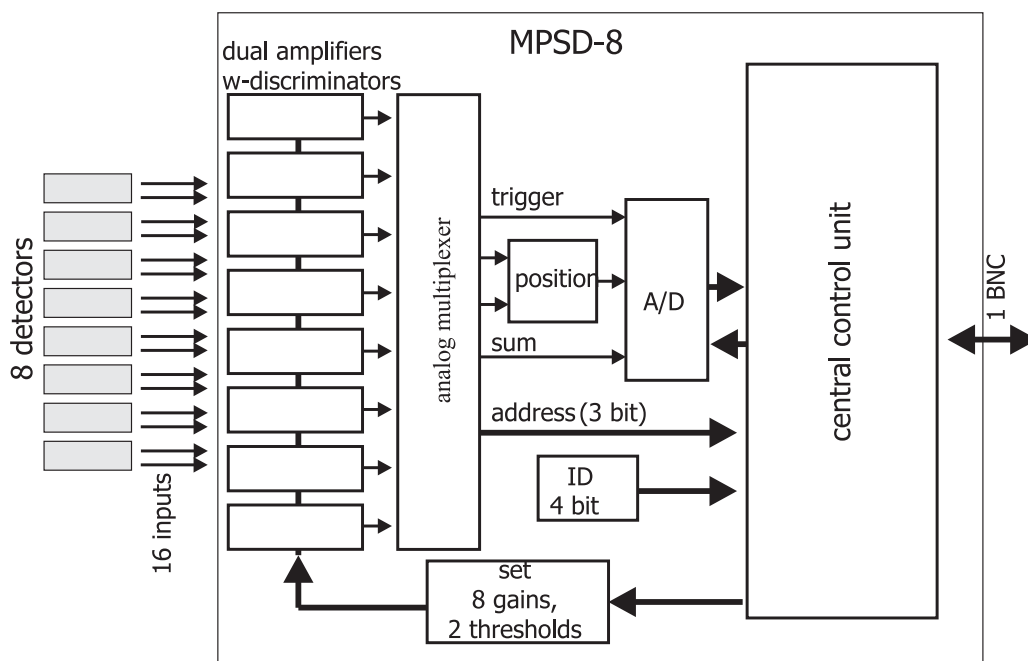 MPSD-8
dual amplifiers
w-discriminators
8 detectors
16 inputs
analog multiplexer
trigger
position
sum
A/D
address (3 bit)
ID
4 bit
set
8 gains,
2 thresholds
central control unit
1 BNC